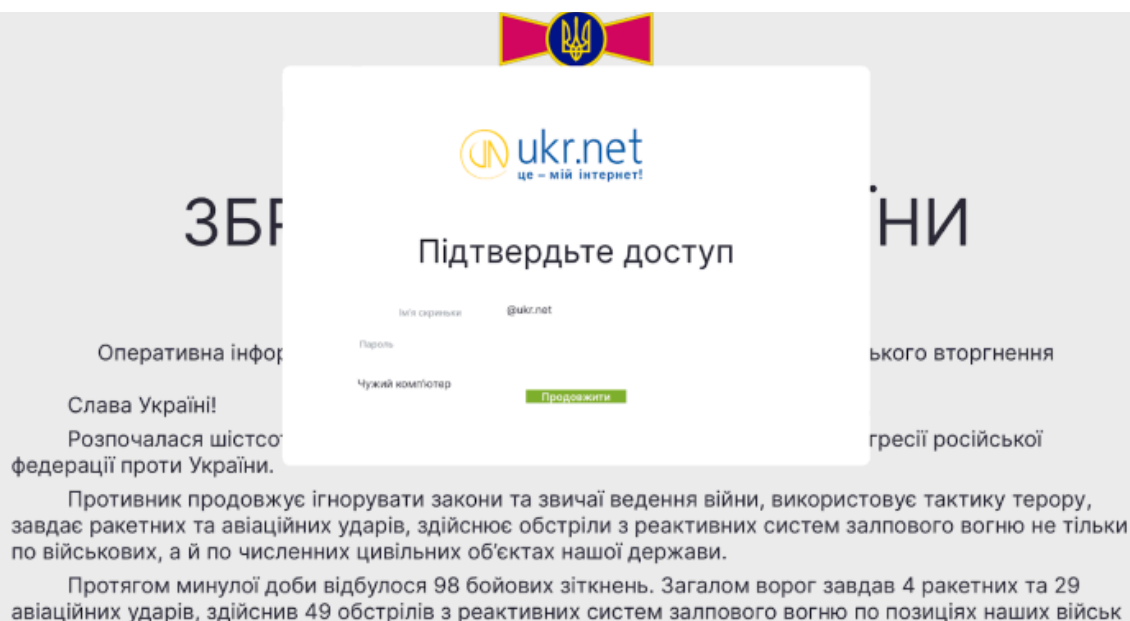 ukr.net
це – мій інтернет!
ЗБР ЇНИ
Підтвердьте доступ
Ім'я скриньки @ukr.net
Пароль
Оперативна інфор ького вторгнення
Чужий комп'ютер
Продовжити
Слава Україні!
Розпочалася шістсо гресії російської
федерації проти України.
Противник продовжує ігнорувати закони та звичаї ведення війни, використовує тактику терору,
завдає ракетних та авіаційних ударів, здійснює обстріли з реактивних систем залпового вогню не тільки
по військових, а й по численних цивільних об'єктах нашої держави.
Протягом минулої доби відбулося 98 бойових зіткнень. Загалом ворог завдав 4 ракетних та 29
авіаційних ударів, здійснив 49 обстрілів з реактивних систем залпового вогню по позиціях наших військ